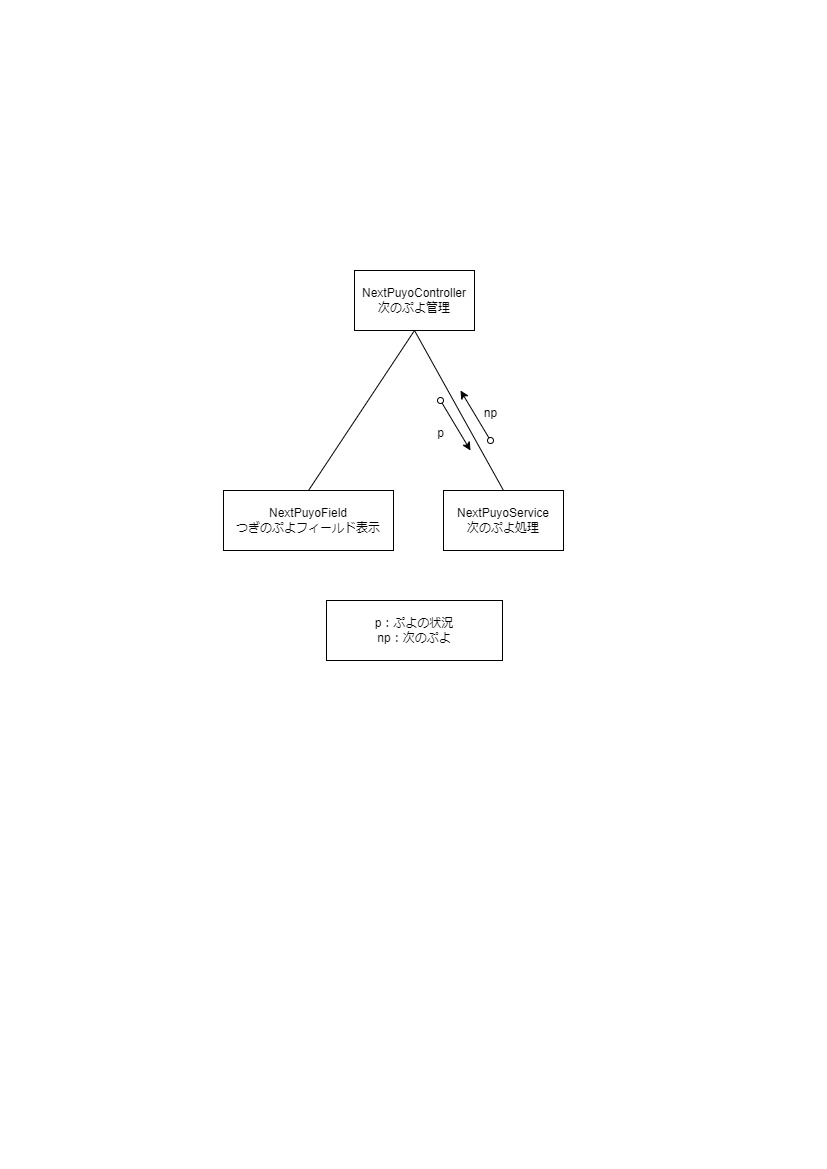 NextPuyoController
次のぷよ管理
np
p
NextPuyoField
つぎのぷよフィールド表示
NextPuyoService
次のぷよ処理
p：ぷよの状況
np：次のぷよ